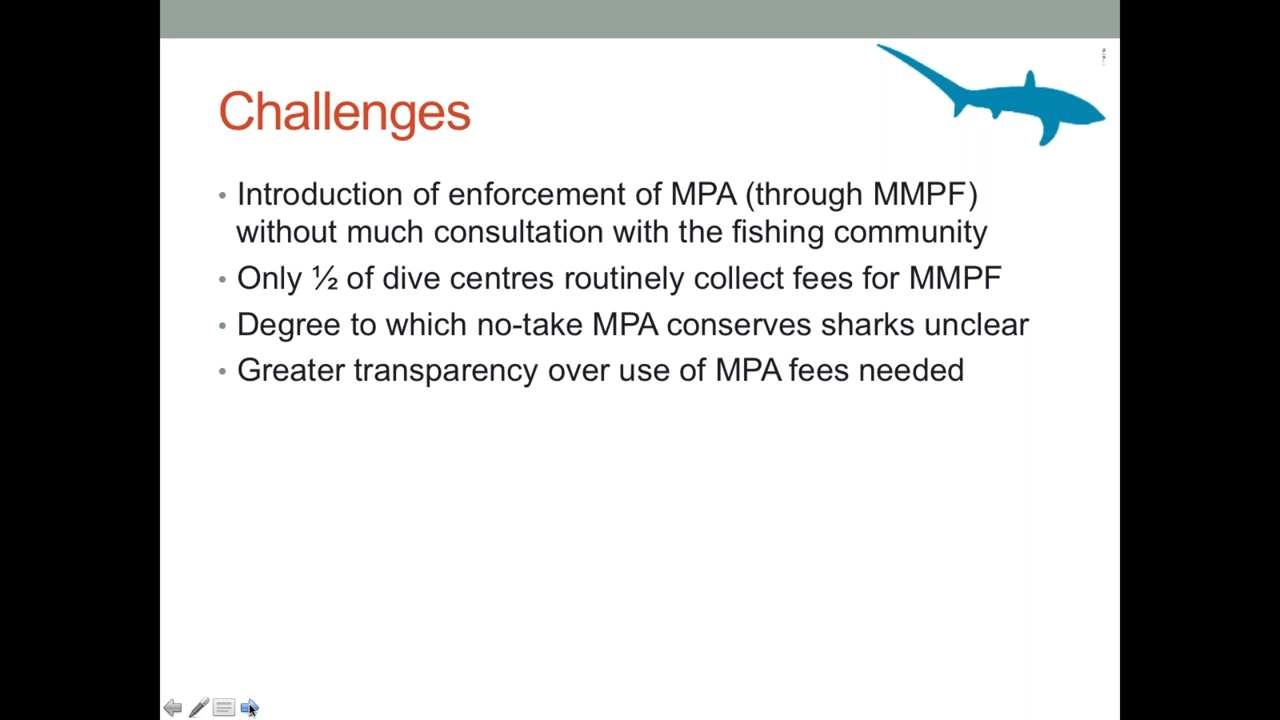 Challenges
• Introduction of enforcement of MPA (through MMPF)
without much consultation with the fishing community
• Only ½ of dive centres routinely collect fees for MMPF
• Degree to which no-take MPA conserves sharks unclear
• Greater transparency over use of MPA fees needed